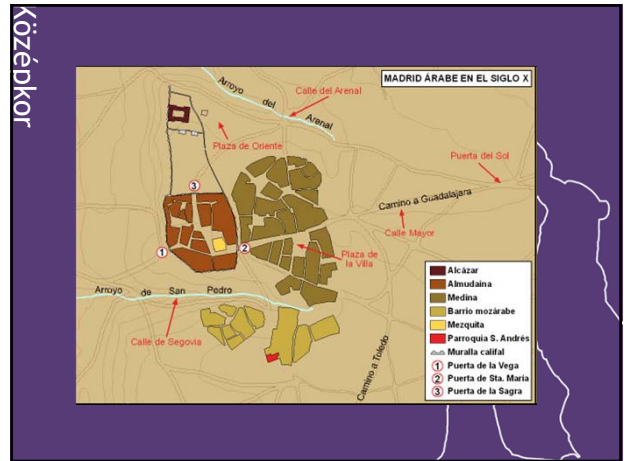 Középkor
MADRID ÁRABE EN EL SIGLO X
Arroyo del Arenal
Calle del Arenal
Plaza de Oriente
Puerta del Sol
3
Camino a Guadalajara
Calle Mayor
1
2
Plaza de
la Villa
Arroyo de San Pedro
Calle de Segovia
Camino a Toledo
Alcázar
Almudaina
Medina
Barrio mozárabe
Mezquita
Parroquia S. Andrés
Muralla califal
1 Puerta de la Vega
2 Puerta de Sta. María
3 Puerta de la Sagra